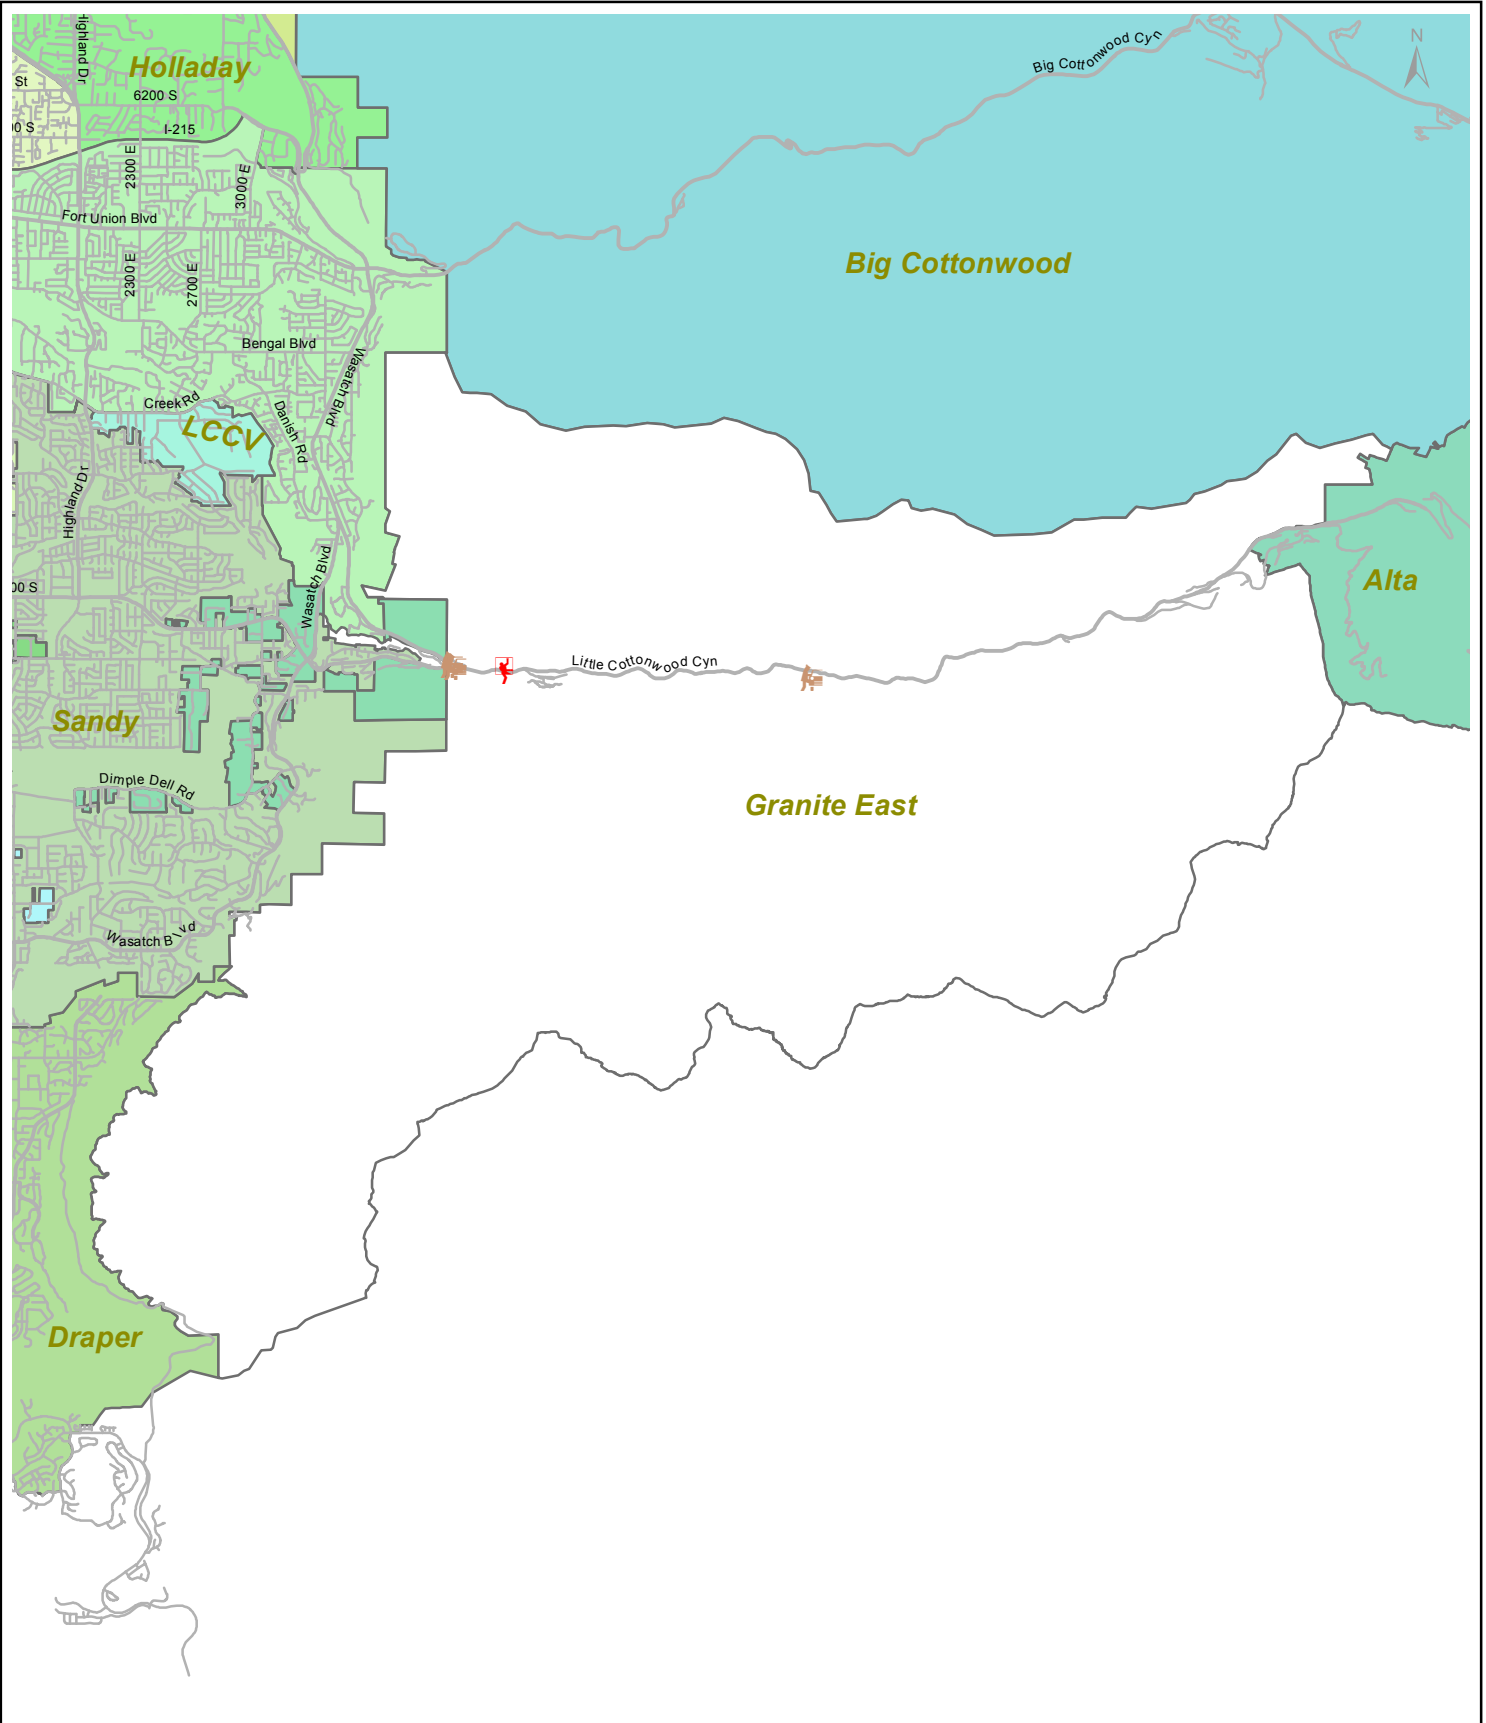 Highland Dr
Holladay
Big Cottonwood Cyn
N
St
6200 S
00 S
I-215
2300 E
3000 E
Fort Union Blvd
2300 E
2700 E
Big Cottonwood
Bengal Blvd
Wasatch Blvd
Creek Rd
LCCV
Danish Rd
Highland Dr
Wasatch Blvd
00 S
Alta
Little Cottonwood Cyn
Sandy
Dimple Dell Rd
Granite East
Wasatch Blvd
Draper